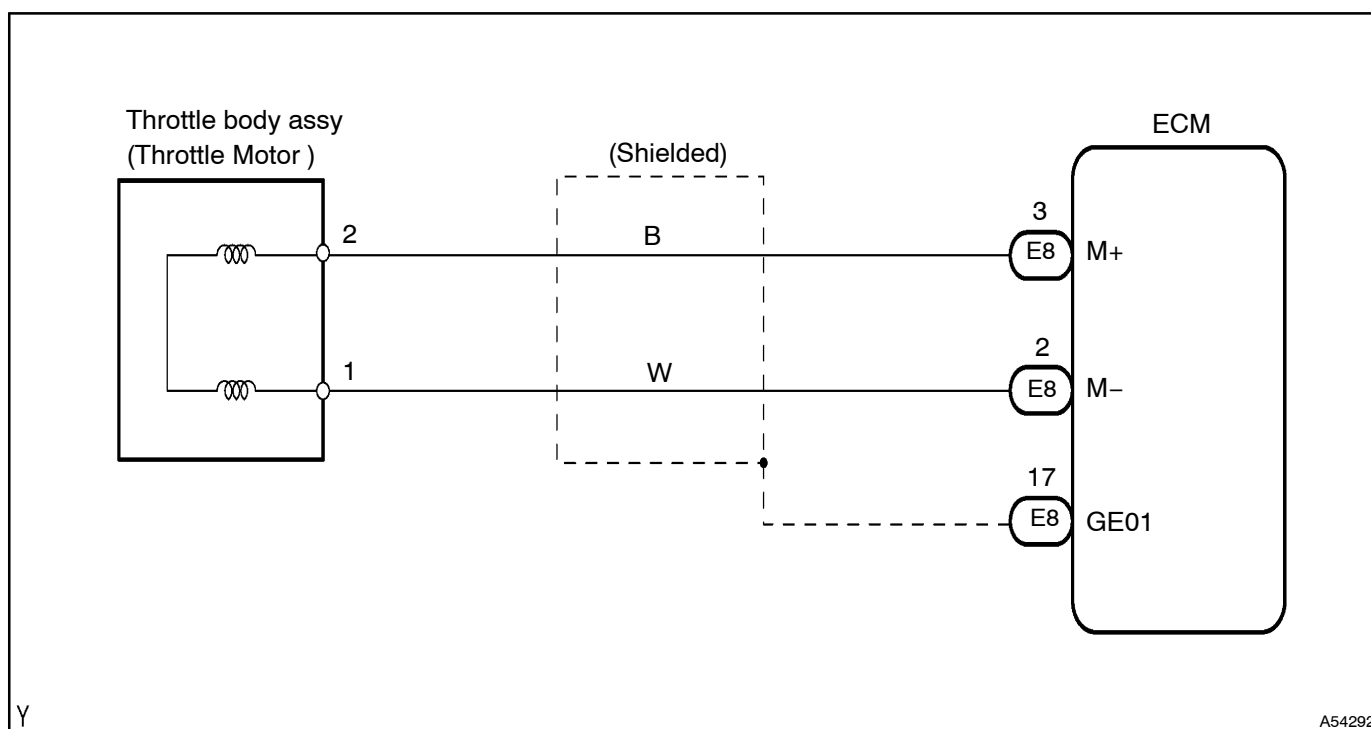 Throttle body assy
(Throttle Motor )
(Shielded)
ECM
2
B
3
E8
M+
1
W
2
E8
M−
17
E8
GE01
Y
A54292